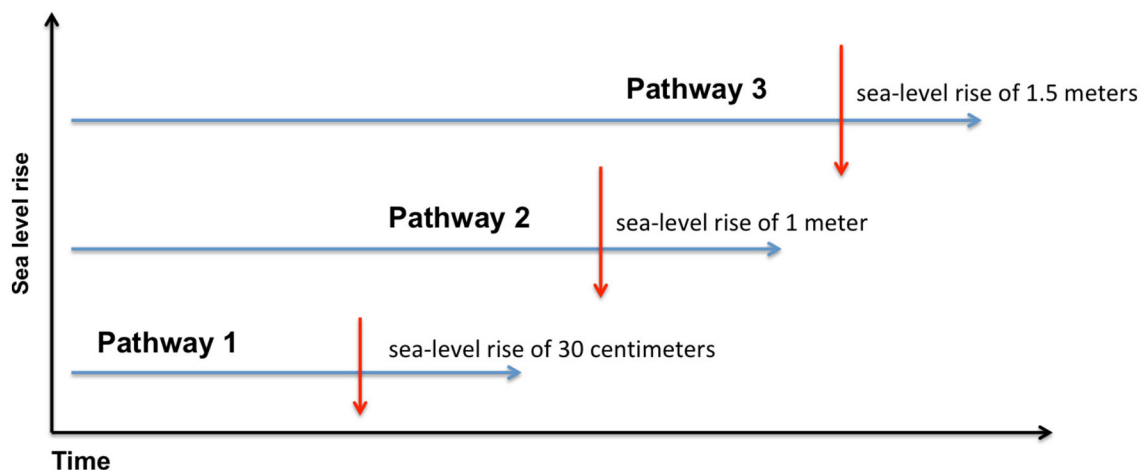 Pathway 3
sea-level rise of 1.5 meters
Pathway 2
sea-level rise of 1 meter
Sea level rise
Pathway 1
sea-level rise of 30 centimeters
Time